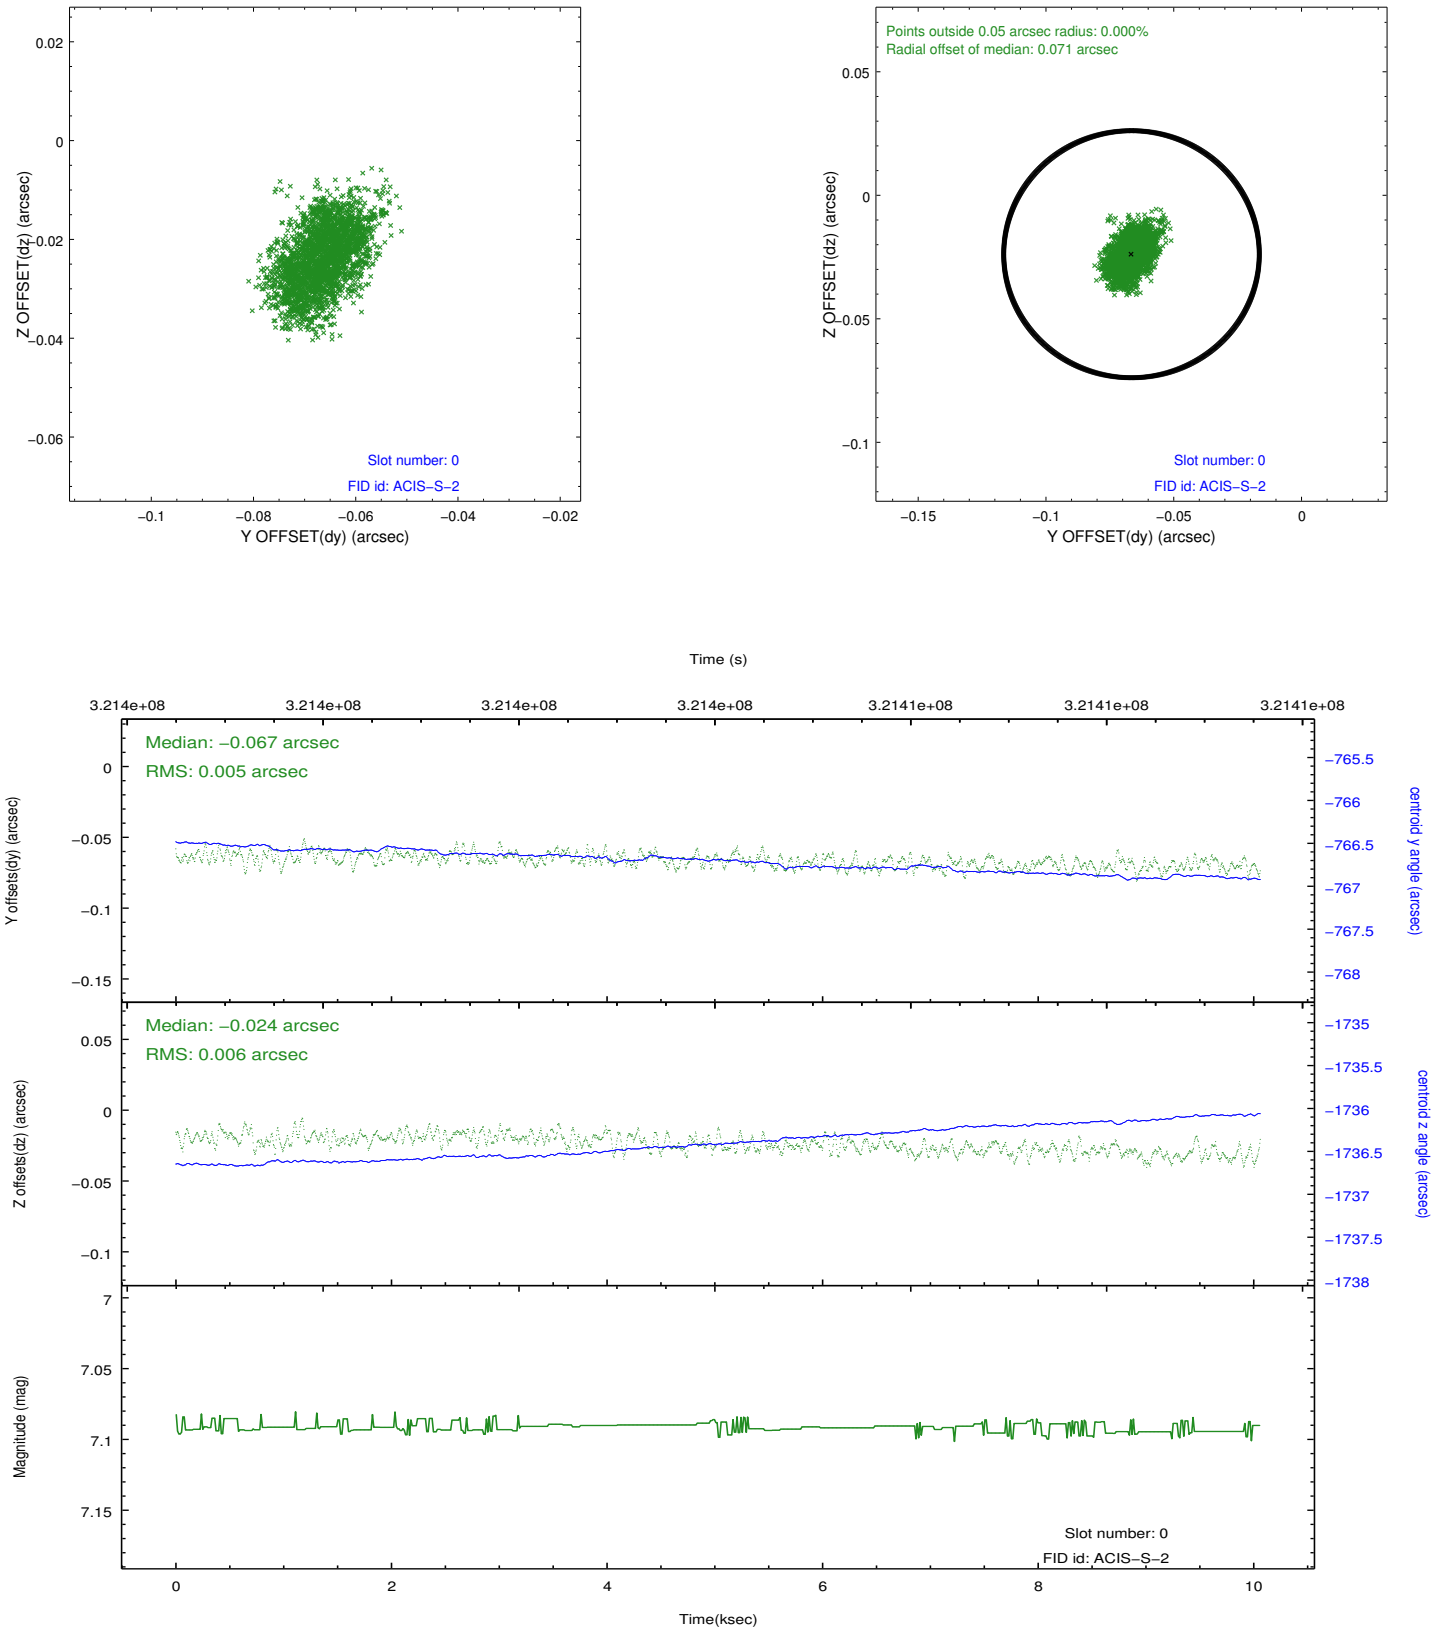 0.02
0
−0.02
−0.04
−0.06
Z OFFSET(dz) (arcsec)
Slot number: 0
FID id: ACIS−S−2
−0.1
−0.08
−0.06
−0.04
−0.02
Y OFFSET(dy) (arcsec)
Points outside 0.05 arcsec radius: 0.000%
Radial offset of median: 0.071 arcsec
0.05
0
−0.05
−0.1
Z OFFSET(dz) (arcsec)
Slot number: 0
FID id: ACIS−S−2
−0.15
−0.1
−0.05
0
Y OFFSET(dy) (arcsec)
Time (s)
3.214e+08
3.214e+08
3.214e+08
3.214e+08
3.2141e+08
3.2141e+08
3.2141e+08
Median: −0.067 arcsec
RMS: 0.005 arcsec
0
−0.05
−0.1
−0.15
Y offsets(dy) (arcsec)
−765.5
−766
−766.5
−767
−767.5
−768
centroid y angle (arcsec)
Median: −0.024 arcsec
RMS: 0.006 arcsec
0.05
0
−0.05
−0.1
Z offsets(dz) (arcsec)
−1735
−1735.5
−1736
−1736.5
−1737
−1737.5
−1738
centroid z angle (arcsec)
7
7.05
7.1
7.15
Magnitude (mag)
Slot number: 0
FID id: ACIS−S−2
0
2
4
6
8
10
Time(ksec)